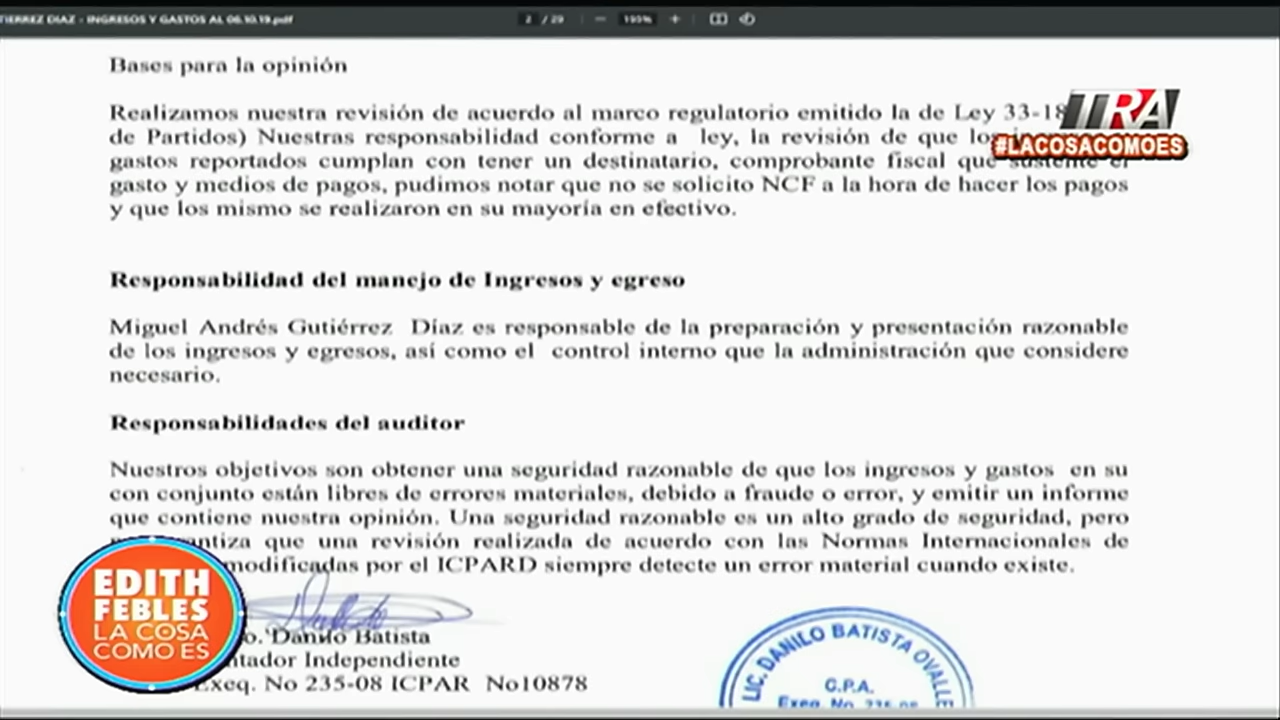 TIERREZ DIAZ - INGRESOS Y GASTOS AL 06.10.19.pdf
2 / 29
195%
Bases para la opinión
TRA
#LACOSACOMOES
Realizamos nuestra revisión de acuerdo al marco regulatorio emitido la de Ley 33-18
de Partidos) Nuestras responsabilidad conforme a ley, la revisión de que los
gastos reportados cumplan con tener un destinatario, comprobante fiscal que sustente el
gasto y medios de pagos, pudimos notar que no se solicito NCF a la hora de hacer los pagos
y que los mismo se realizaron en su mayoría en efectivo.
Responsabilidad del manejo de Ingresos y egreso
Miguel Andrés Gutiérrez Díaz es responsable de la preparación y presentación razonable
de los ingresos y egresos, así como el control interno que la administración que considere
necesario.
Responsabilidades del auditor
Nuestros objetivos son obtener una seguridad razonable de que los ingresos y gastos en su
con conjunto están libres de errores materiales, debido a fraude o error, y emitir un informe
que contiene nuestra opinión. Una seguridad razonable es un alto grado de seguridad, pero
que una revisión realizada de acuerdo con las Normas Internacionales de
modificadas por el ICPARD siempre detecte un error material cuando existe.
EDITH
FEBLES
LA COSA
COMO ES
o. Danilo Batista
ntador Independiente
Exeq. No 235-08 ICPAR No10878
LIC. DANILO BATISTA OVALLE
C.P.A.
Exeq. No. 235-08